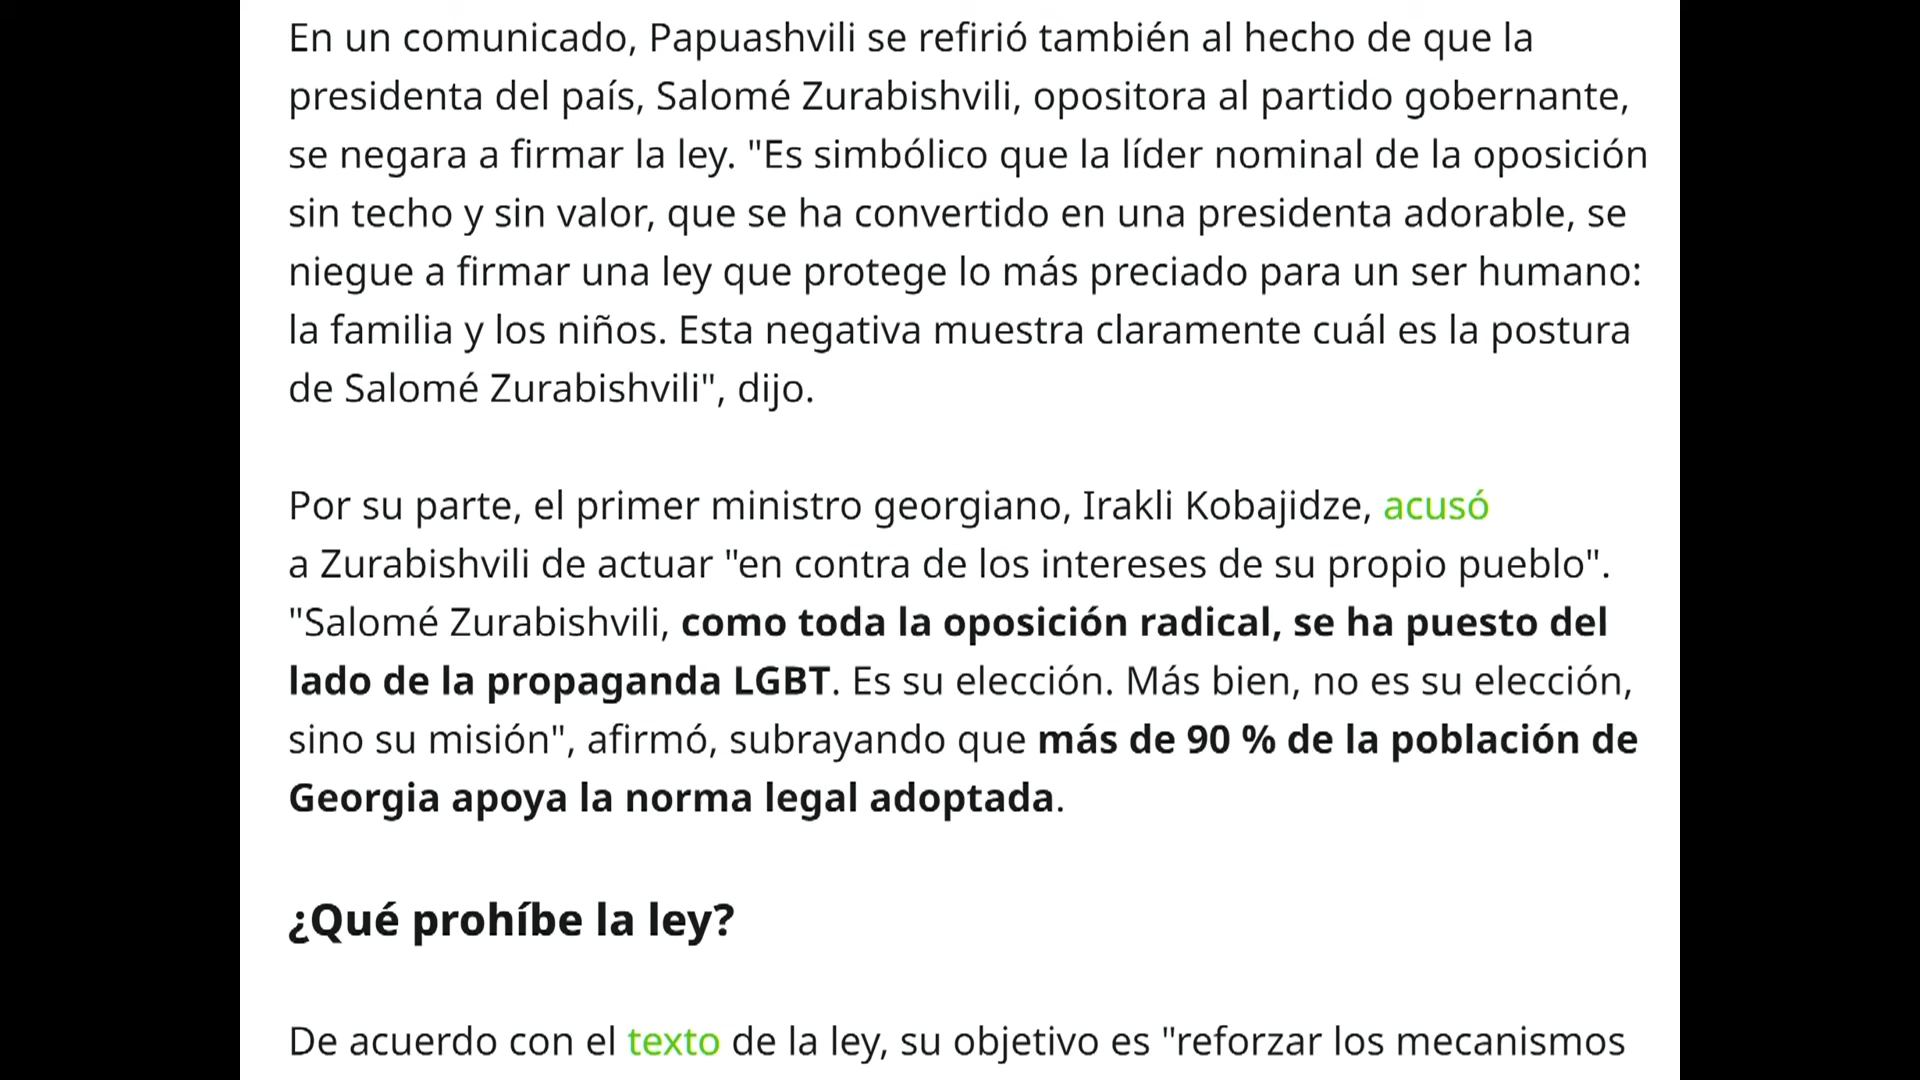 En un comunicado, Papuashvili se refirió también al hecho de que la
presidenta del país, Salomé Zurabishvili, opositora al partido gobernante,
se negara a firmar la ley. "Es simbólico que la líder nominal de la oposición
sin techo y sin valor, que se ha convertido en una presidenta adorable, se
niegue a firmar una ley que protege lo más preciado para un ser humano:
la familia y los niños. Esta negativa muestra claramente cuál es la postura
de Salomé Zurabishvili", dijo.
Por su parte, el primer ministro georgiano, Irakli Kobajidze, acusó
a Zurabishvili de actuar "en contra de los intereses de su propio pueblo".
"Salomé Zurabishvili, como toda la oposición radical, se ha puesto del
lado de la propaganda LGBT. Es su elección. Más bien, no es su elección,
sino su misión", afirmó, subrayando que más de 90 % de la población de
Georgia apoya la norma legal adoptada.
¿Qué prohíbe la ley?
De acuerdo con el texto de la ley, su objetivo es "reforzar los mecanismos